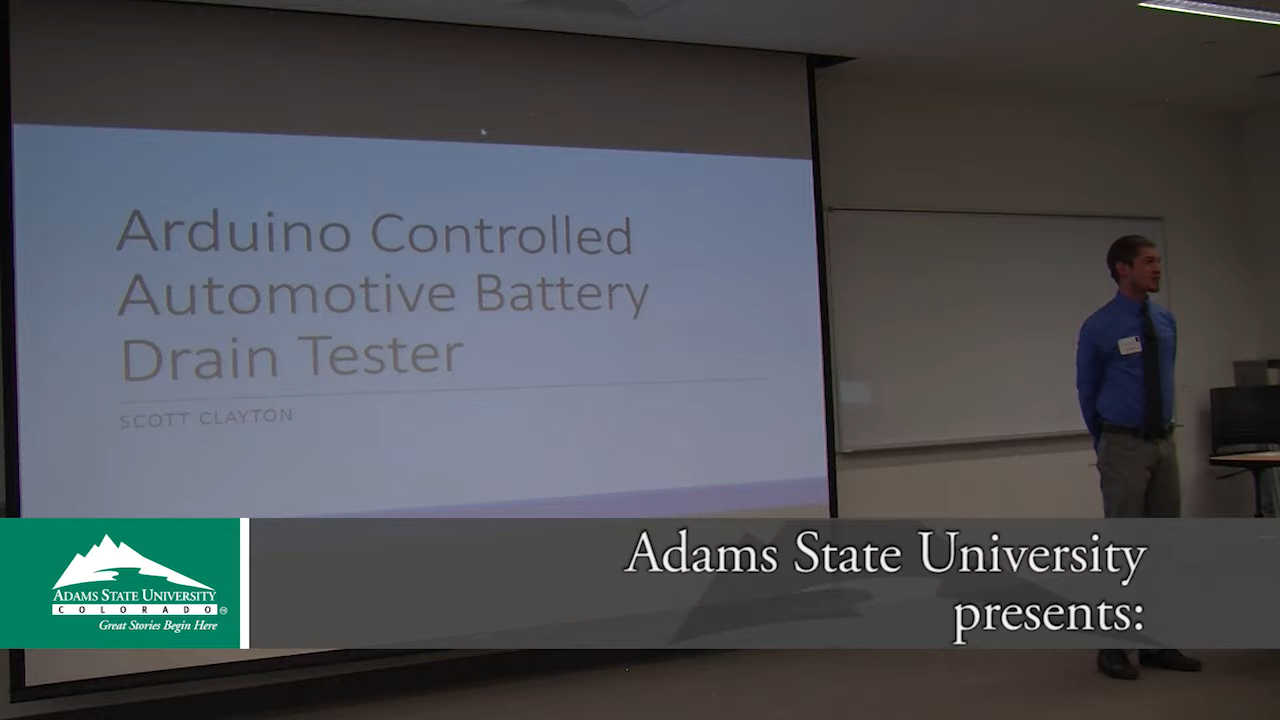 Arduino Controlled
Automotive Battery
Drain Tester
SCOTT CLAYTON
Adams State University
presents:
ADAMS STATE UNIVERSITY
COLORADO
Great Stories Begin Here